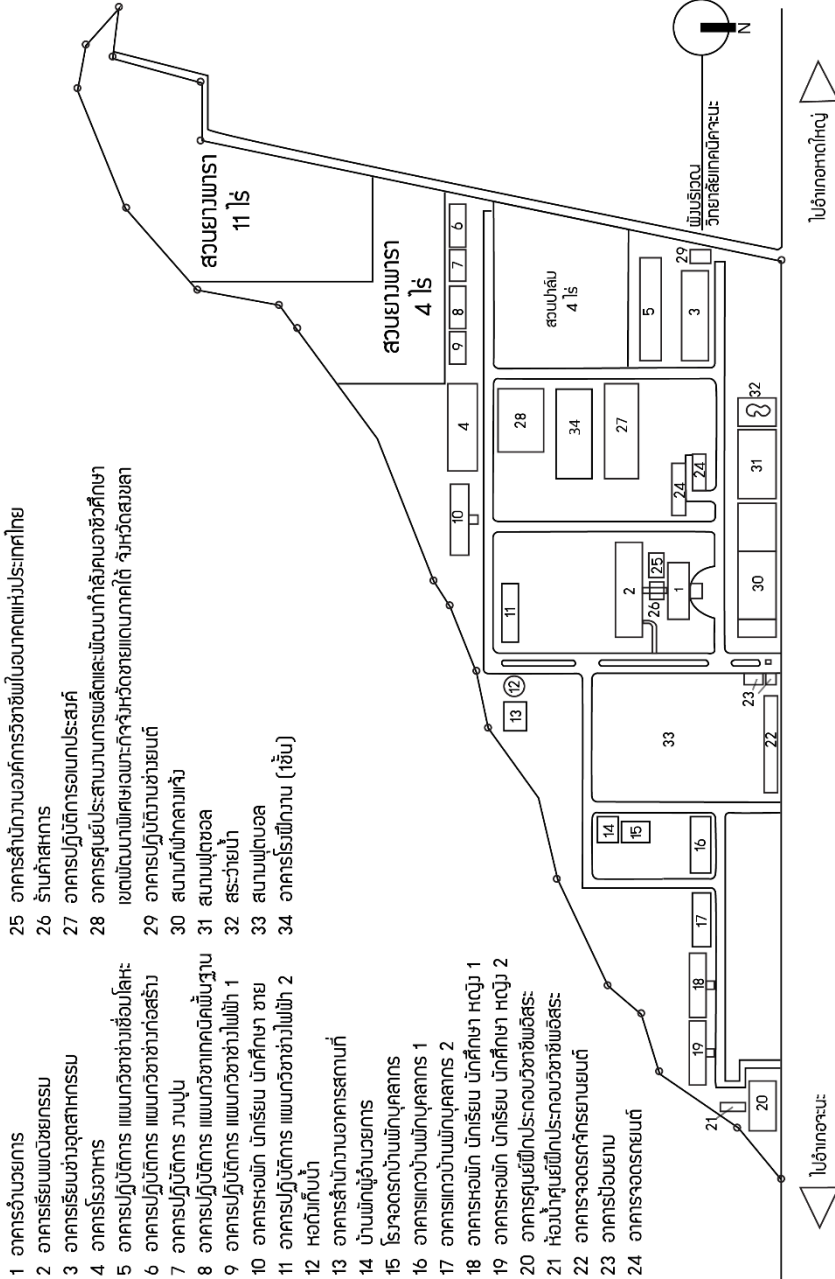 1 อาคารอำนวยการ
2 อาคารเรียนพณิชยกรรม
3 อาคารเรียนช่างอุตสาหกรรม
4 อาคารโรงอาหาร
5 อาคารปฏิบัติการ แผนกวิชาช่างเชื่อมโลหะ
6 อาคารปฏิบัติการ แผนกวิชาช่างก่อสร้าง
7 อาคารปฏิบัติการ งานปูน
8 อาคารปฏิบัติการ แผนกวิชาเทคนิคพื้นฐาน
9 อาคารปฏิบัติการ แผนกวิชาช่างไฟฟ้า 1
10 อาคารหอพัก นักเรียน นักศึกษา ชาย
11 อาคารปฏิบัติการ แผนกวิชาช่างไฟฟ้า 2
12 หอถังเก็บน้ำ
13 อาคารสำนักงานอาคารสถานที่
14 บ้านพักผู้อำนวยการ
15 โรงจอดรถบ้านพักบุคลากร
16 อาคารแถวบ้านพักบุคลากร 1
17 อาคารแถวบ้านพักบุคลากร 2
18 อาคารหอพัก นักเรียน นักศึกษา หญิง 1
19 อาคารหอพัก นักเรียน นักศึกษา หญิง 2
20 อาคารศูนย์ฝึกประกอบวิชาชีพอิสระ
21 ห้องน้ำศูนย์ฝึกประกอบวิชาชีพอิสระ
22 อาคารจอดรถจักรยานยนต์
23 อาคารป้อมยาม
24 อาคารจอดรถยนต์
25 อาคารสำนักงานองค์การวิชาชีพในอนาคตแห่งประเทศไทย
26 ร้านค้าสหการ
27 อาคารปฏิบัติการอเนกประสงค์
28 อาคารศูนย์ประสานงานการผลิตและพัฒนากำลังคนอาชีวศึกษา
เขตพัฒนาพิเศษเฉพาะกิจจังหวัดชายแดนภาคใต้ จังหวัดสงขลา
29 อาคารปฏิบัติงานช่างยนต์
30 สนามกีฬากลางแจ้ง
31 สนามฟุตซอล
32 สระว่ายน้ำ
33 สนามฟุตบอล
34 อาคารโรงฝึกงาน (1ชั้น)
สวนยางพารา
11 ไร่
สวนยางพารา
4 ไร่
สวนปาล์ม
4 ไร่
6
7
8
9
4
10
11
12
13
28
34
27
5
3
29
24
24
2
25
26
1
32
31
30
23
22
33
14
15
16
17
18
19
21
20
N
ผังบริเวณ
วิทยาลัยเทคนิคจะนะ
ไปอำเภอหาดใหญ่
ไปอำเภอจะนะ